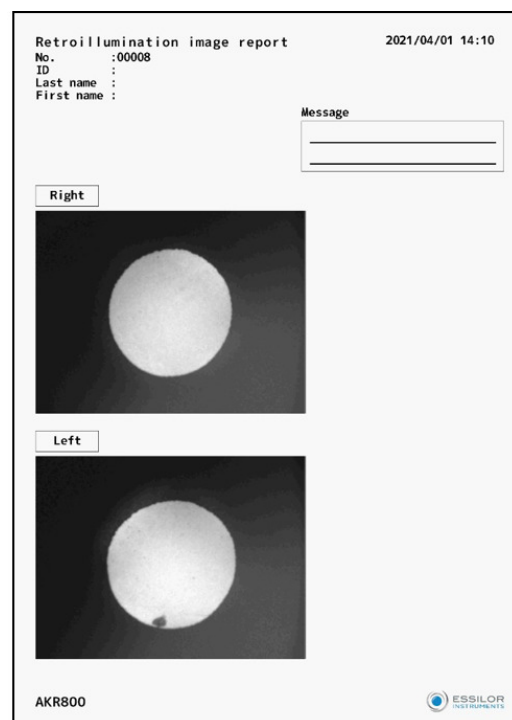 Retroillumination image report
2021/04/01 14:10
No. :00008
ID :
Last name :
First name :
Message
Right
Left
AKR800
ESSILOR
INSTRUMENTS